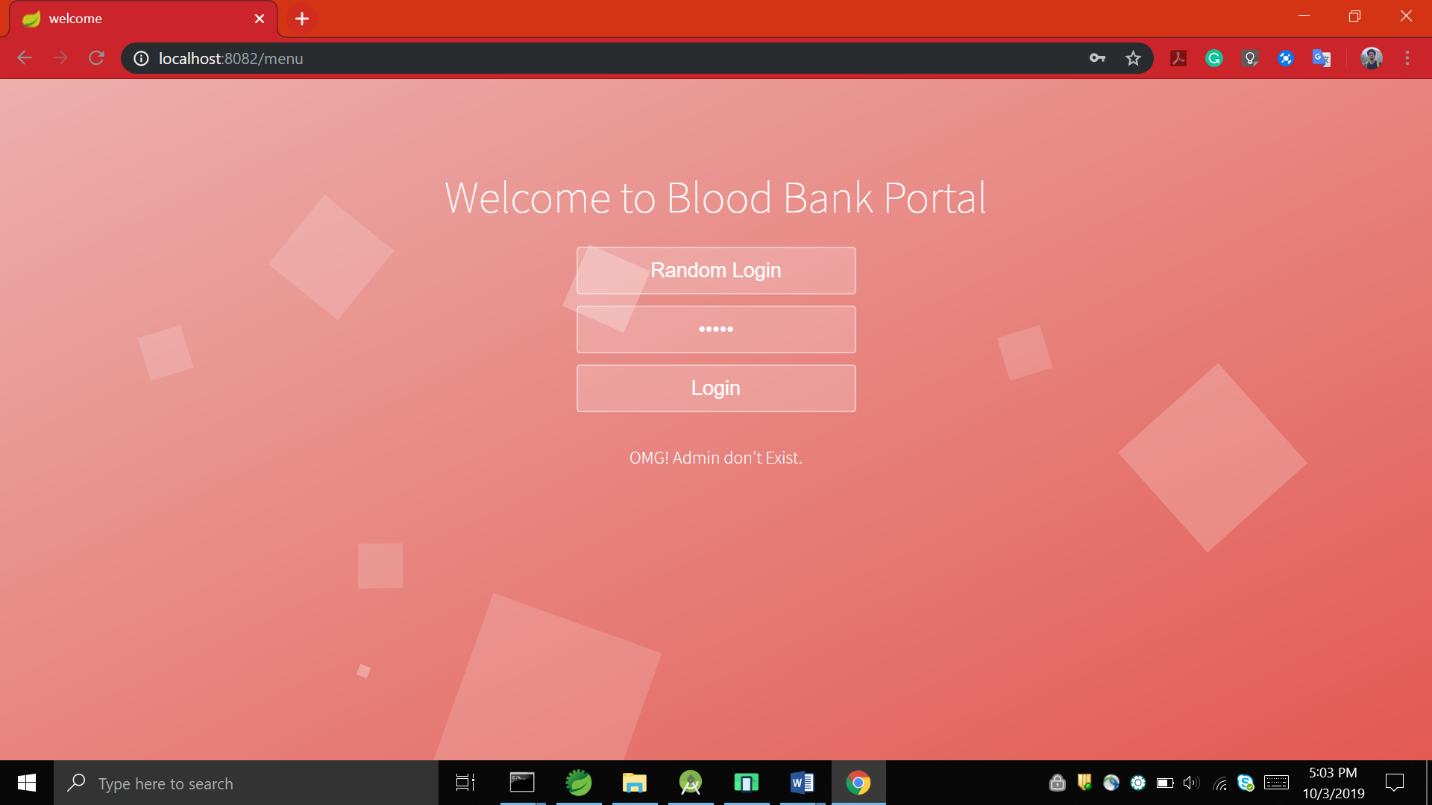 welcome
localhost:8082/menu
Welcome to Blood Bank Portal
Random Login
•••••
Login
OMG! Admin don't Exist.
Type here to search
5:03 PM
10/3/2019